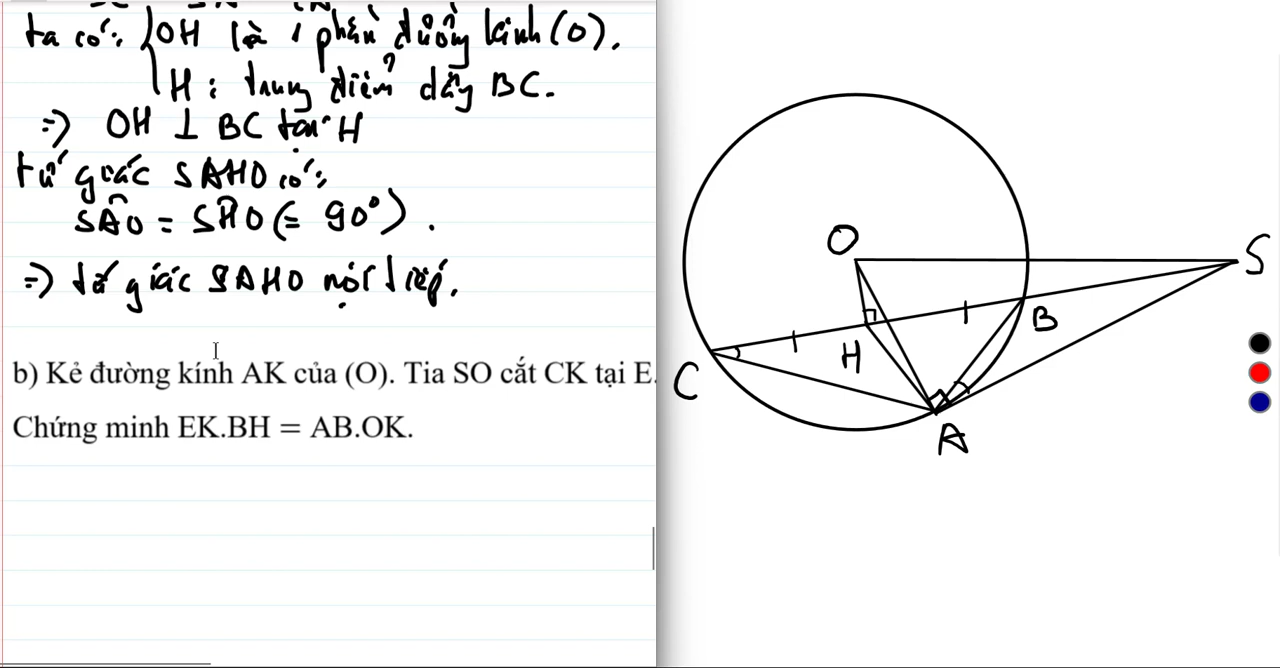 ta có: OH là 1 phần đường kính (O).
H: trung điểm dây BC.
=> OH ⊥ BC tại H
tứ giác SAHO có:
SÂO = SĤO (= 90°).
=> tứ giác SAHO nội tiếp.
b) Kẻ đường kính AK của (O). Tia SO cắt CK tại E.
Chứng minh EK.BH = AB.OK.
O
S
B
H
C
A